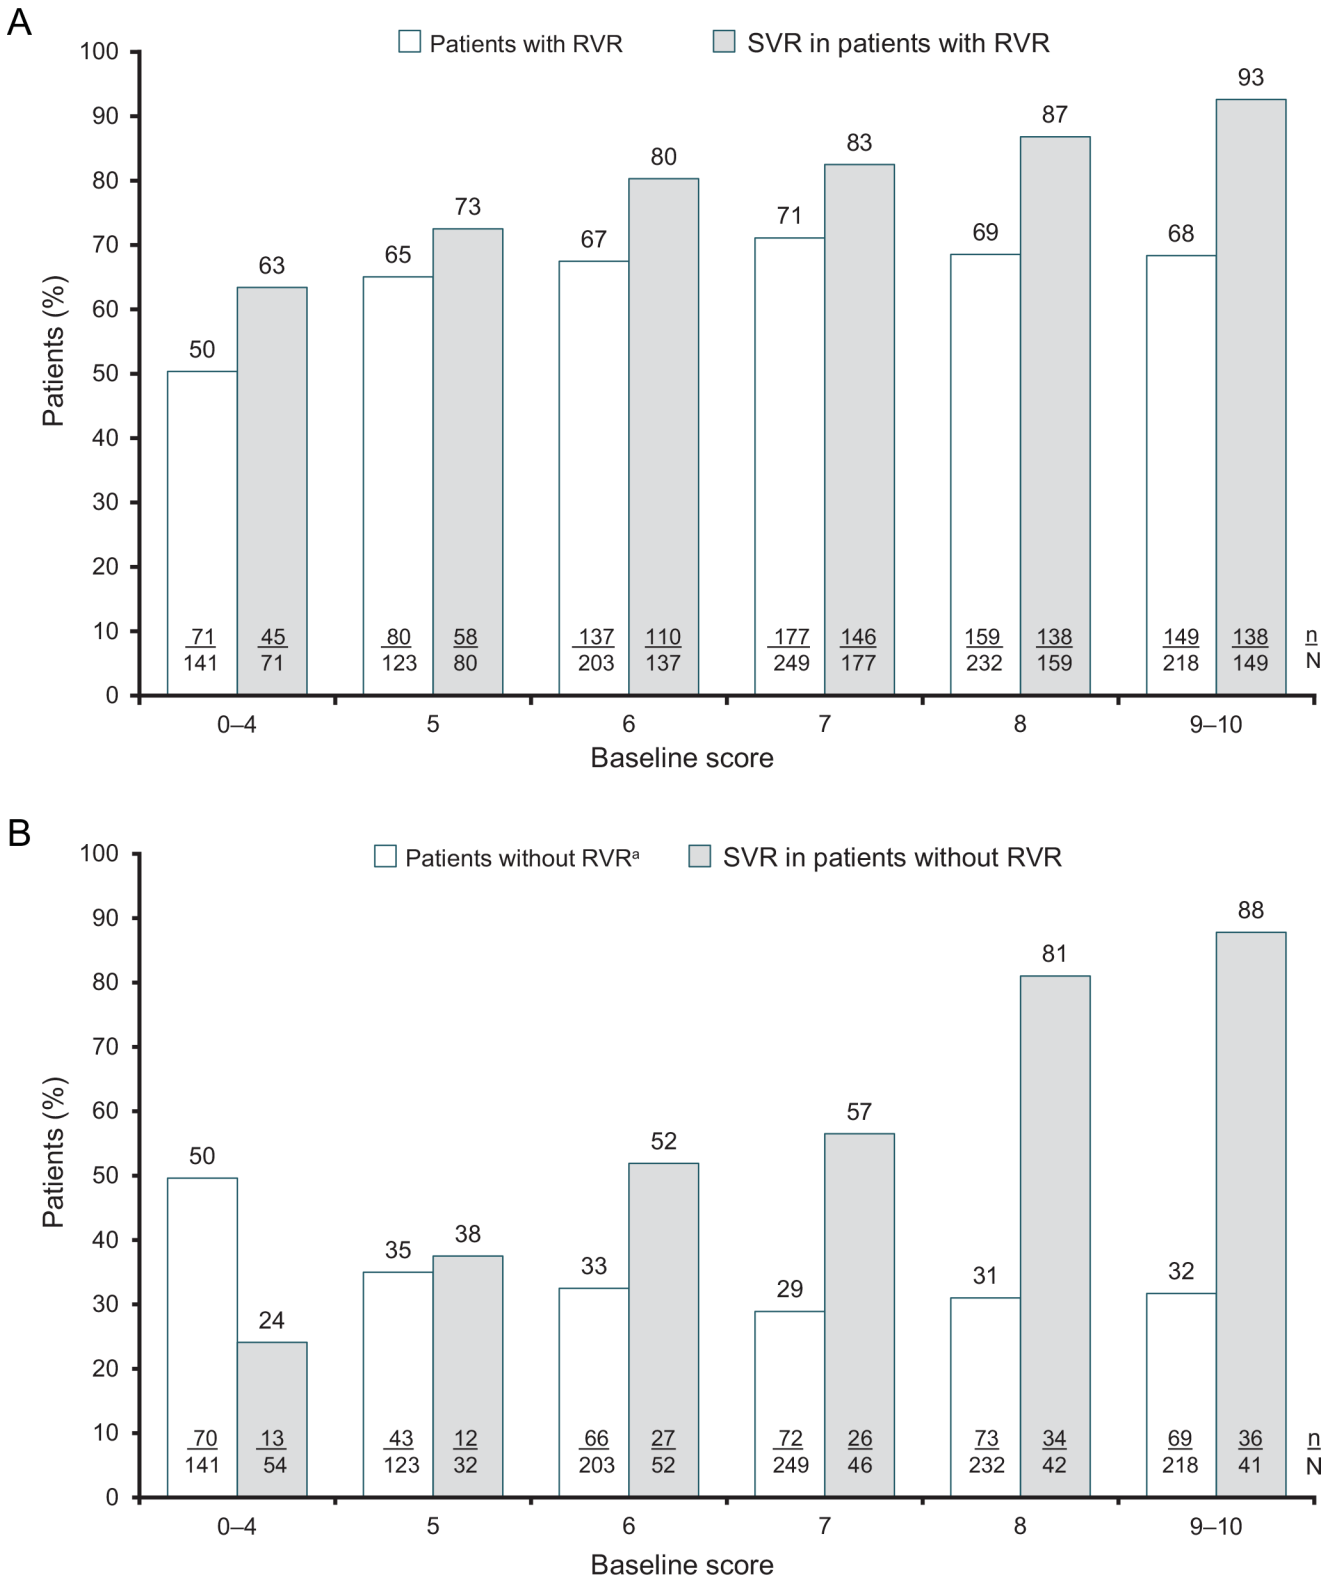 A
Patients with RVR SVR in patients with RVR
100
90
80
70
60
50
40
30
20
10
0
Patients (%)
50 63 65 73 67 80 71 83 69 87 68 93
71 45 80 58 137 110 177 146 159 138 149 138 n
141 71 123 80 203 137 249 177 232 159 218 149 N
0–4 5 6 7 8 9–10
Baseline score
B
Patients without RVRᵃ SVR in patients without RVR
100
90
80
70
60
50
40
30
20
10
0
Patients (%)
50 24 35 38 33 52 29 57 31 81 32 88
70 13 43 12 66 27 72 26 73 34 69 36 n
141 54 123 32 203 52 249 46 232 42 218 41 N
0–4 5 6 7 8 9–10
Baseline score